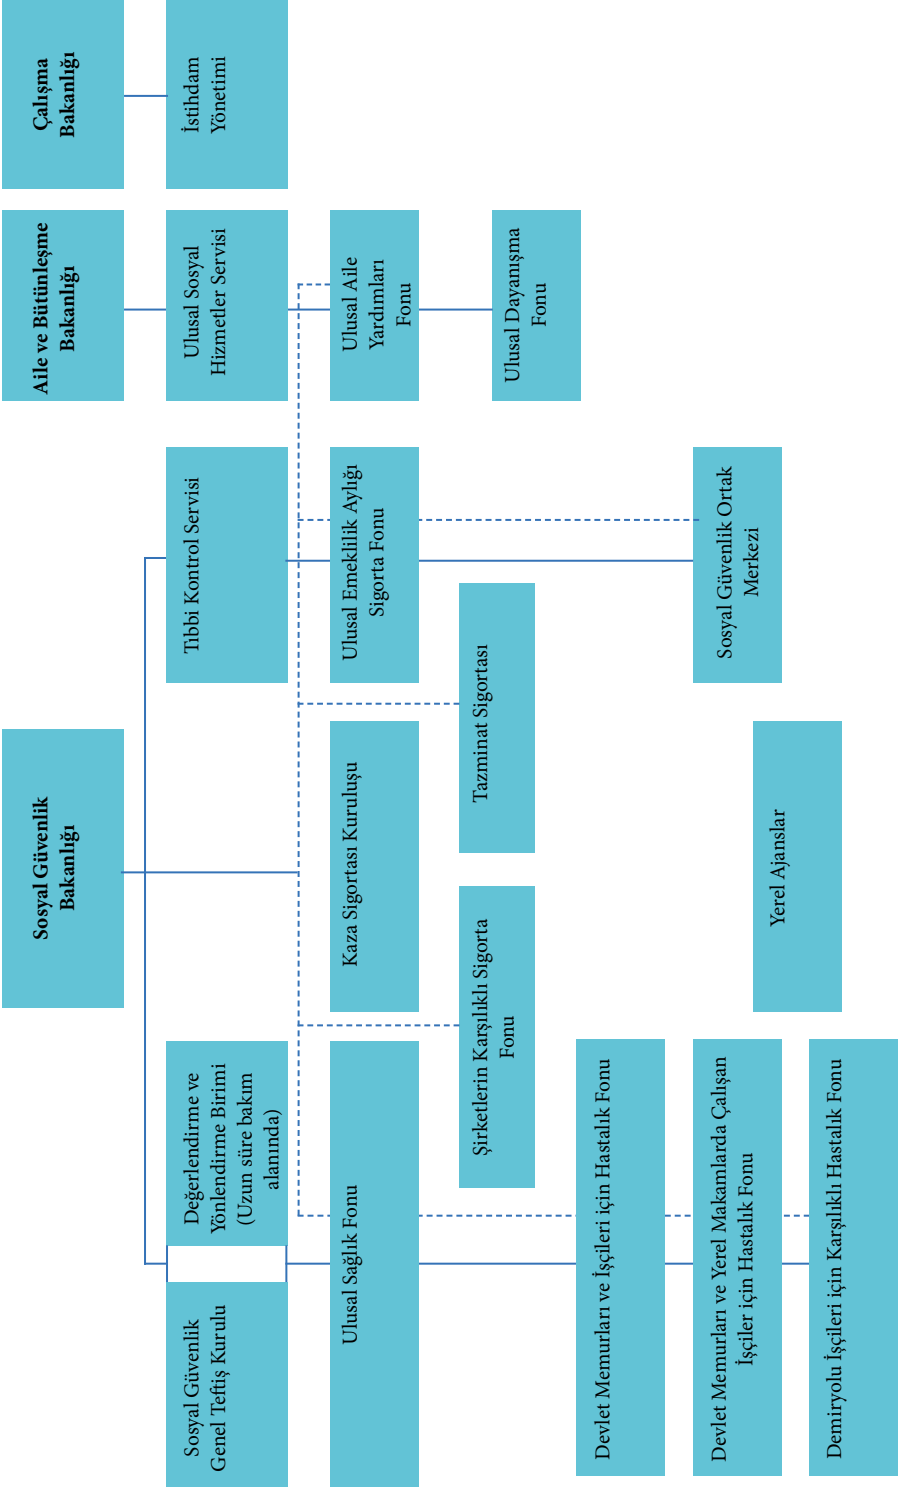 Sosyal Güvenlik
Bakanlığı
Aile ve Bütünleşme
Bakanlığı
Çalışma
Bakanlığı
Sosyal Güvenlik
Genel Teftiş Kurulu
Değerlendirme ve
Yönlendirme Birimi
(Uzun süre bakım
alanında)
Tıbbi Kontrol Servisi
Ulusal Sosyal
Hizmetler Servisi
İstihdam
Yönetimi
Ulusal Sağlık Fonu
Kaza Sigortası Kuruluşu
Ulusal Emeklilik Aylığı
Sigorta Fonu
Ulusal Aile
Yardımları
Fonu
Şirketlerin Karşılıklı Sigorta
Fonu
Tazminat Sigortası
Ulusal Dayanışma
Fonu
Devlet Memurları ve İşçileri için Hastalık Fonu
Devlet Memurları ve Yerel Makamlarda Çalışan
İşçiler için Hastalık Fonu
Sosyal Güvenlik Ortak
Merkezi
Yerel Ajanslar
Demiryolu İşçileri için Karşılıklı Hastalık Fonu